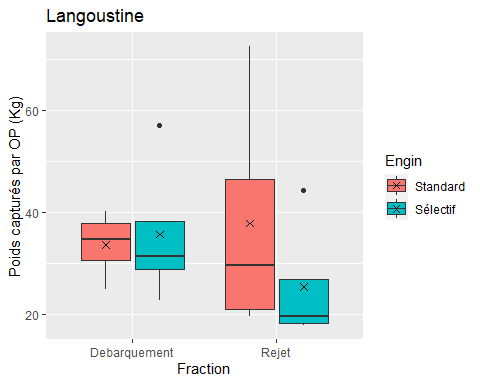 Langoustine
Poids capturés par OP (Kg)
60
40
20
Debarquement
Rejet
Fraction
Engin
Standard
Sélectif